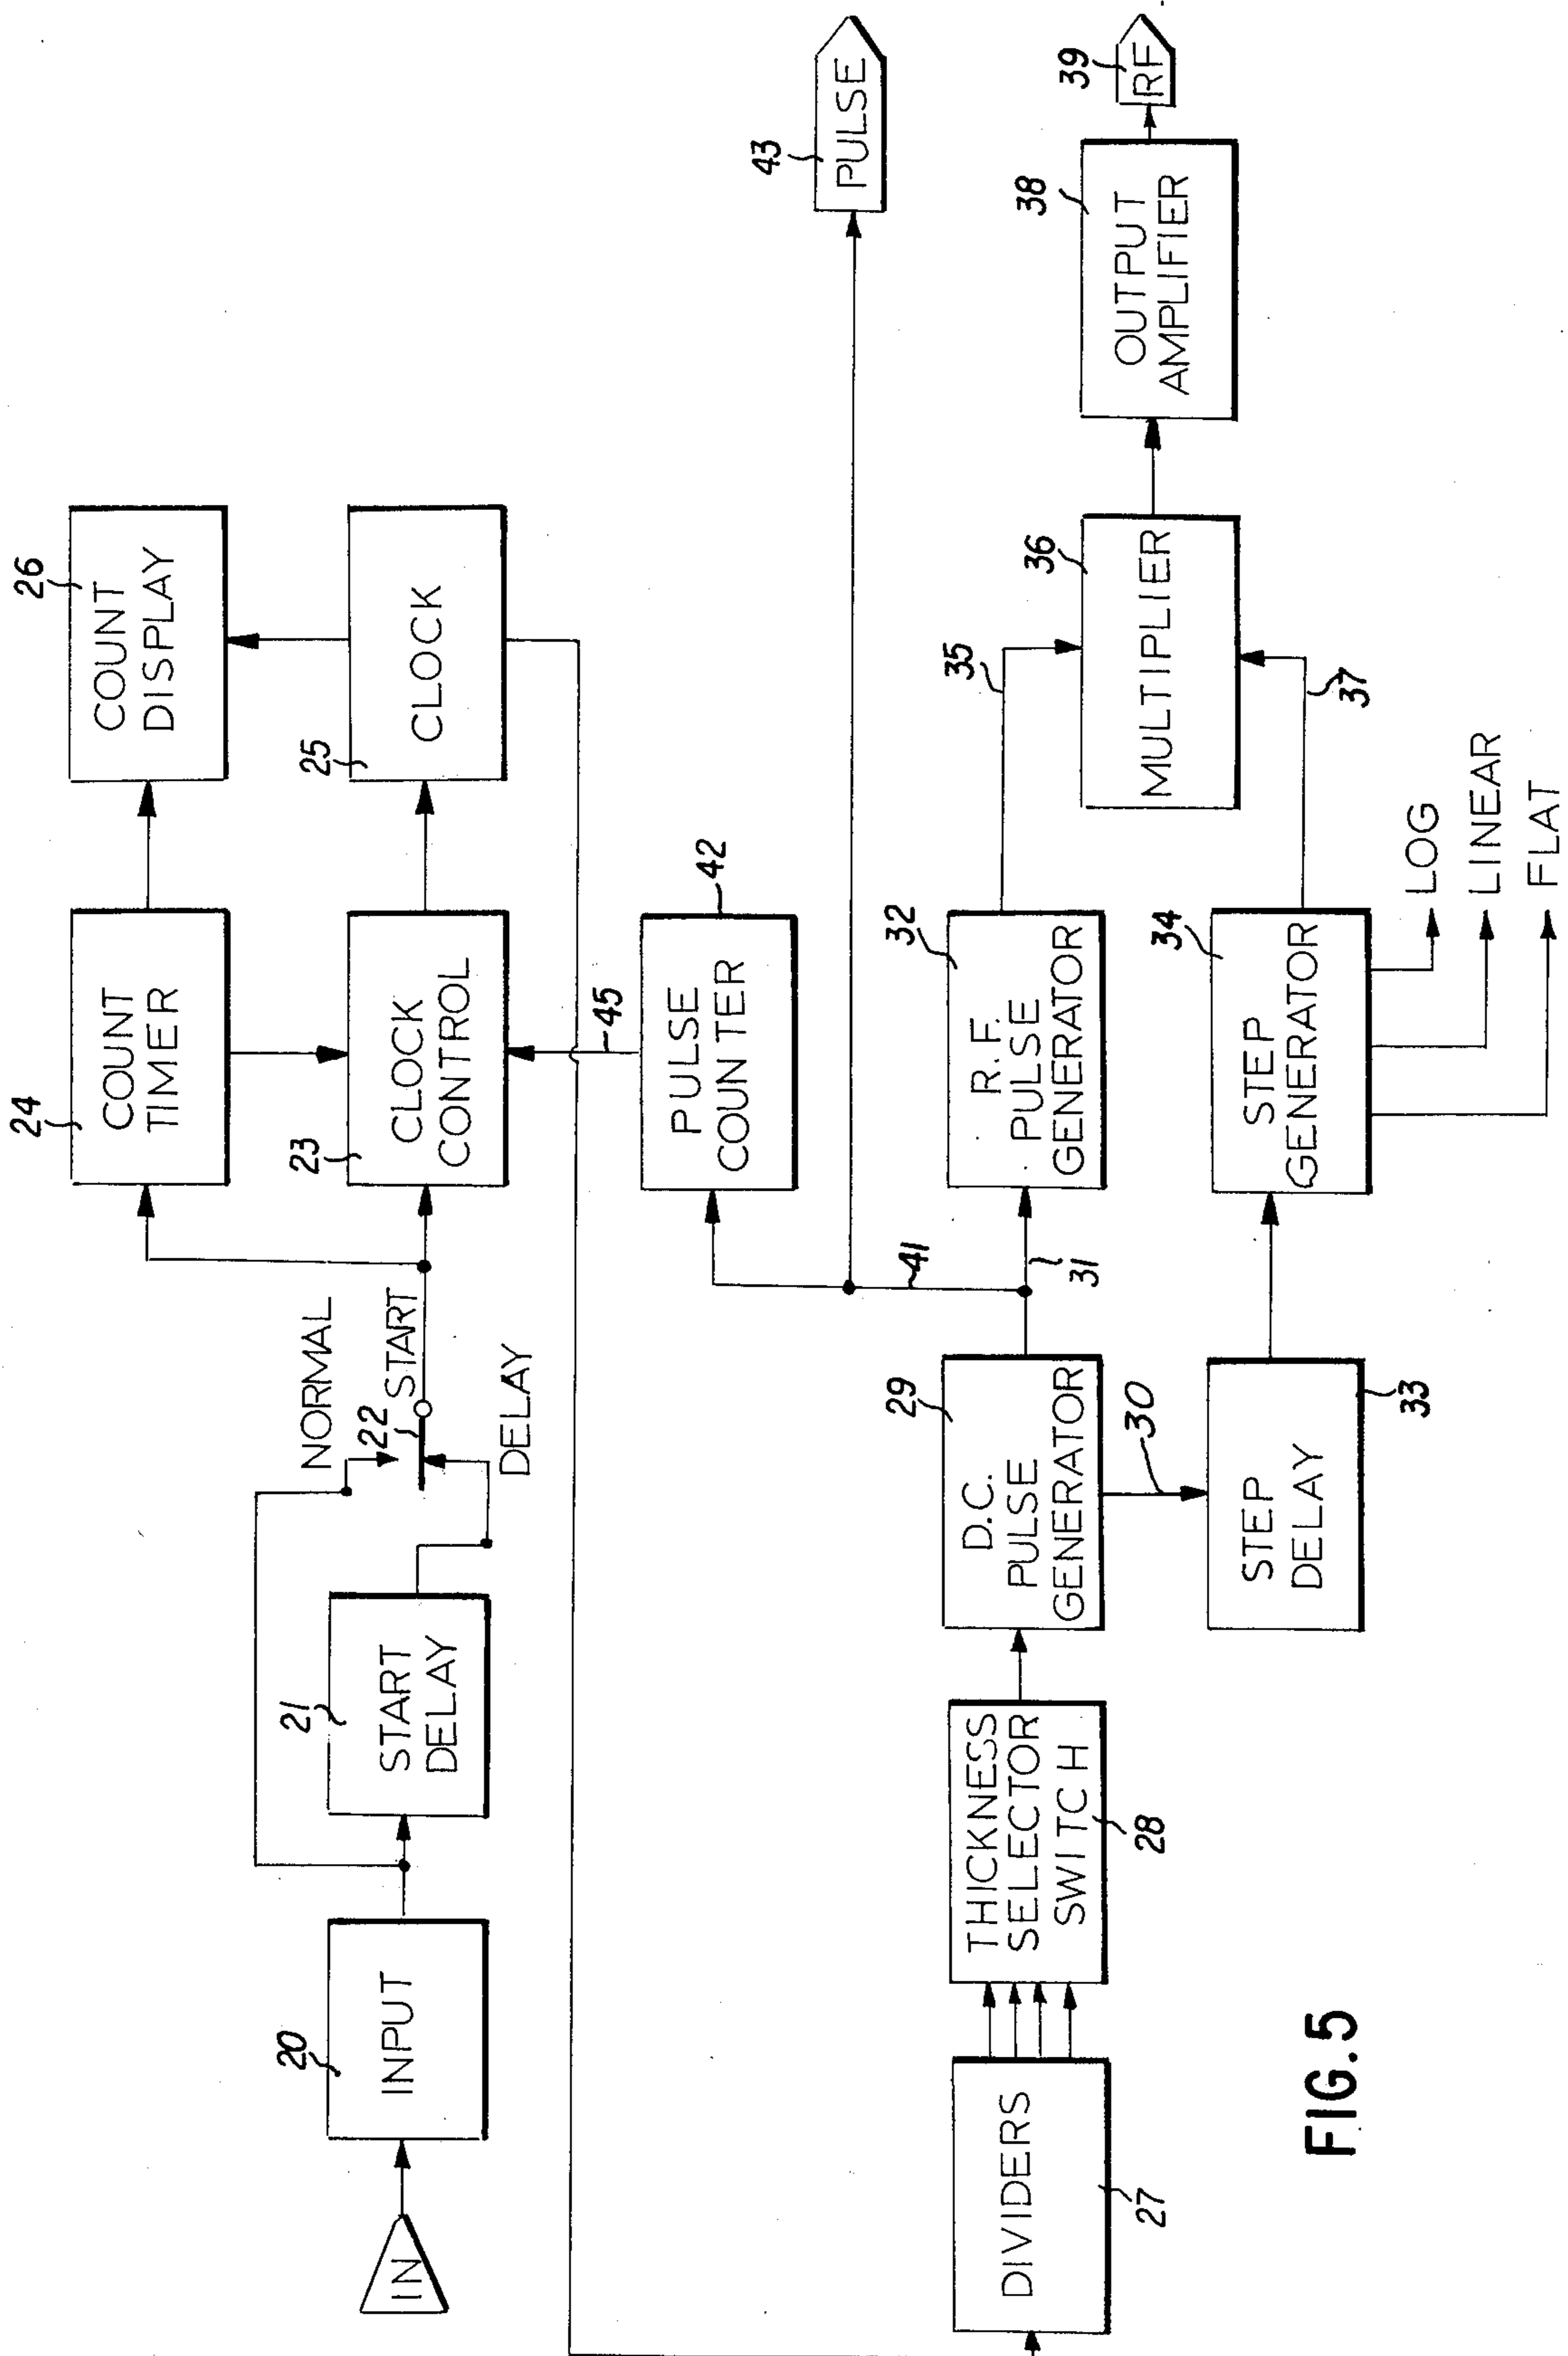 IN
20
INPUT
21
START
DELAY
NORMAL
22
START
DELAY
24
COUNT
TIMER
23
CLOCK
CONTROL
26
COUNT
DISPLAY
25
CLOCK
45
42
PULSE
COUNTER
43
PULSE
27
DIVIDERS
28
THICKNESS
SELECTOR
SWITCH
29
D.C.
PULSE
GENERATOR
30
33
STEP
DELAY
41
31
32
R.F.
PULSE
GENERATOR
34
STEP
GENERATOR
LOG
LINEAR
FLAT
35
36
MULTIPLIER
37
38
OUTPUT
AMPLIFIER
39
RF
FIG.5